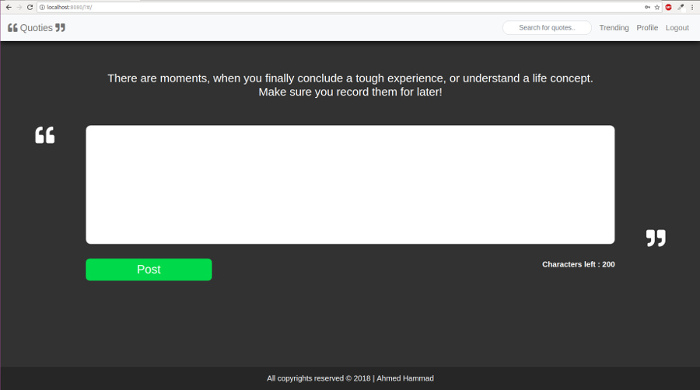 localhost:8080/TB/
Quoties
Search for quotes..
Trending
Profile
Logout
There are moments, when you finally conclude a tough experience, or understand a life concept.
Make sure you record them for later!
“
”
Post
Characters left : 200
All copyrights reserved © 2018 | Ahmed Hammad